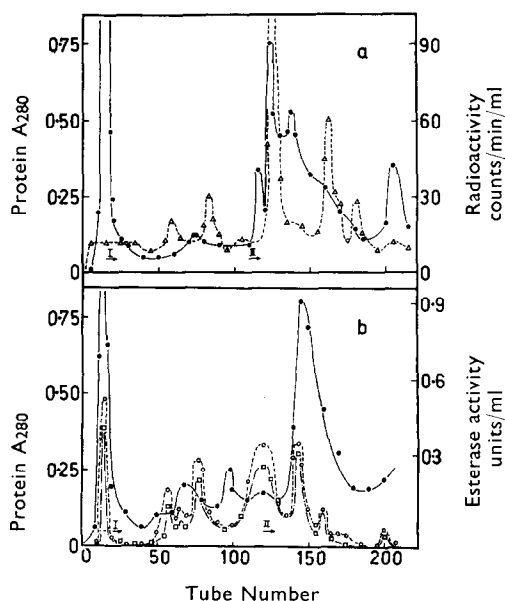 a
0·75
0·50
0·25
0
Protein A280
90
60
30
0
Radioactivity
counts/min/ml
I
II
b
0·75
0·50
0·25
0
Protein A280
0·9
0·6
0·3
0
Esterase activity
units/ml
I
II
0 50 100 150 200
Tube Number